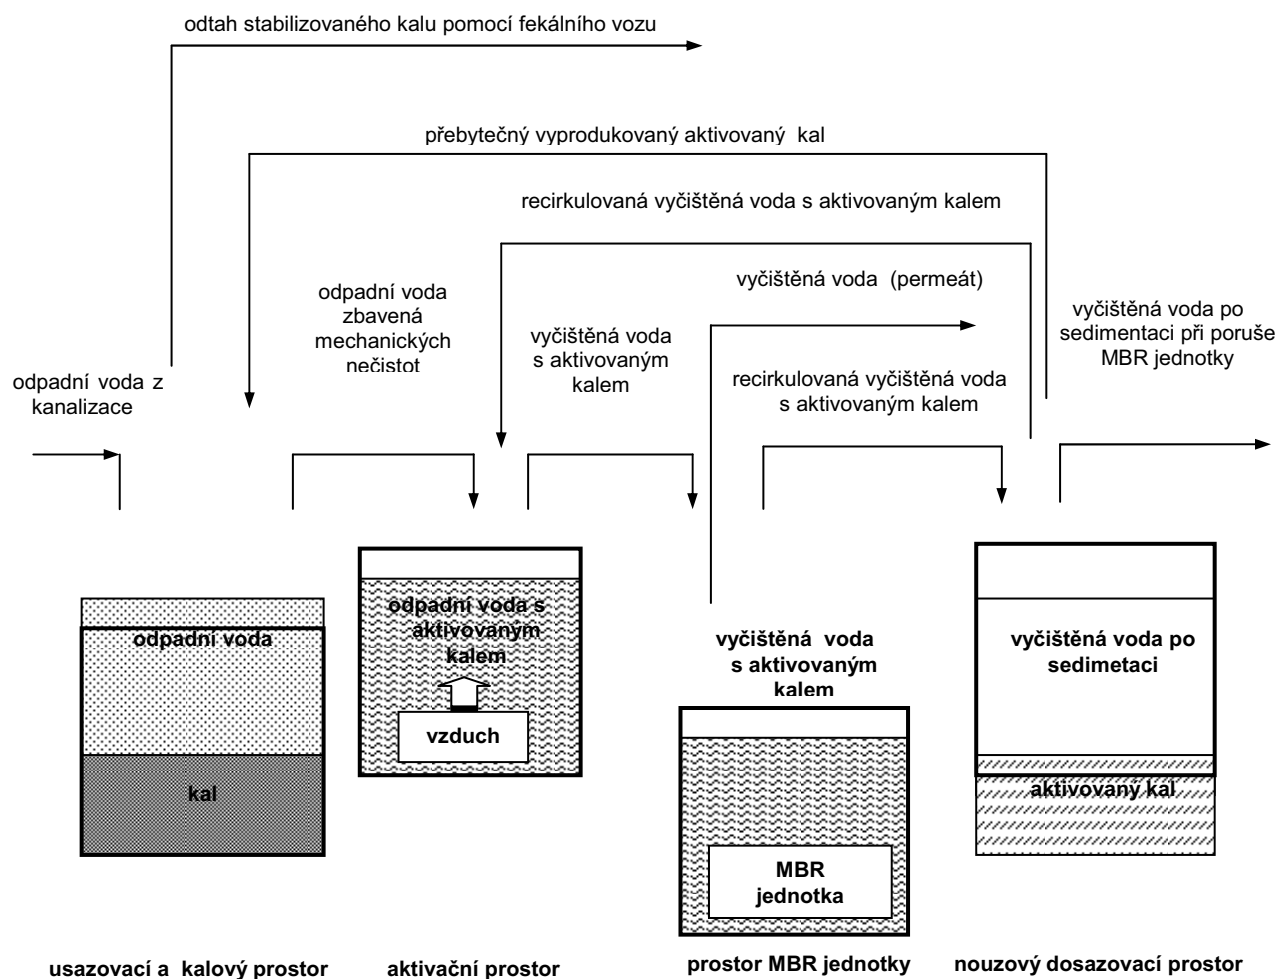 odtah stabilizovaného kalu pomocí fekálního vozu
přebytečný vyprodukovaný aktivovaný kal
recirkulovaná vyčištěná voda s aktivovaným kalem
vyčištěná voda (permeát)
odpadní voda
zbavená
mechanických
nečistot
vyčištěná voda
s aktivovaným
kalem
recirkulovaná vyčištěná voda
s aktivovaným kalem
vyčištěná voda po
sedimentaci při poruše
MBR jednotky
odpadní voda z
kanalizace
odpadní voda
kal
odpadní voda s
aktivovaným
kalem
vzduch
vyčištěná voda
s aktivovaným
kalem
MBR
jednotka
vyčištěná voda po
sedimetaci
aktivovaný kal
usazovací a kalový prostor
aktivační prostor
prostor MBR jednotky
nouzový dosazovací prostor